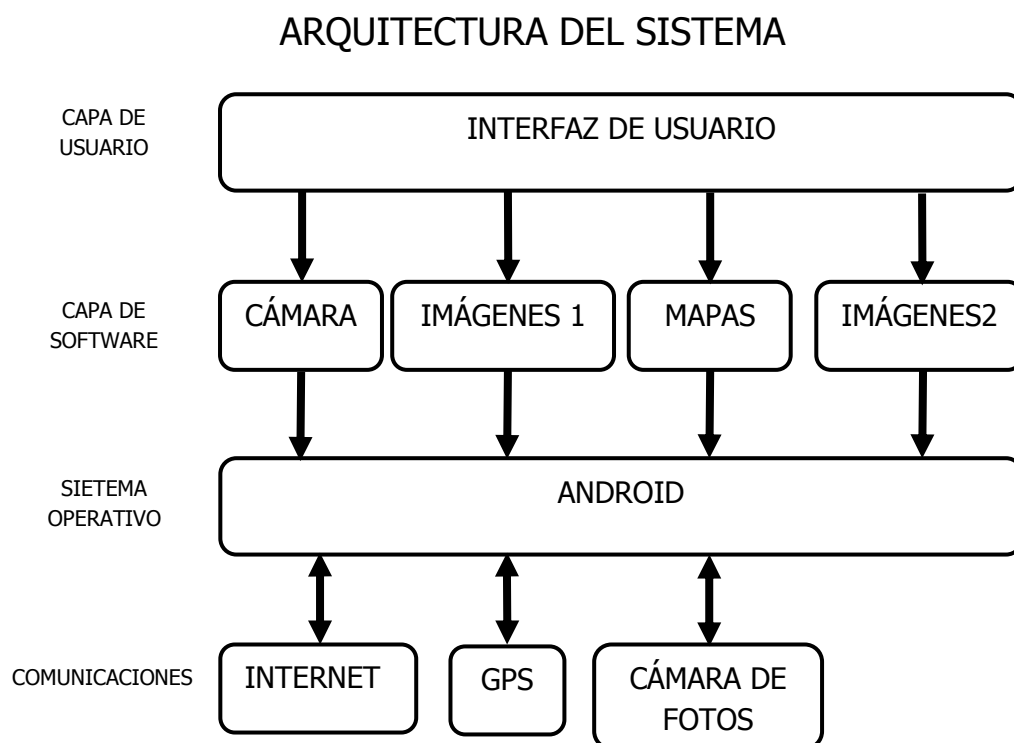 ARQUITECTURA DEL SISTEMA
CAPA DE
USUARIO
INTERFAZ DE USUARIO
CAPA DE
SOFTWARE
CÁMARA
IMÁGENES 1
MAPAS
IMÁGENES2
SIETEMA
OPERATIVO
ANDROID
COMUNICACIONES
INTERNET
GPS
CÁMARA DE
FOTOS